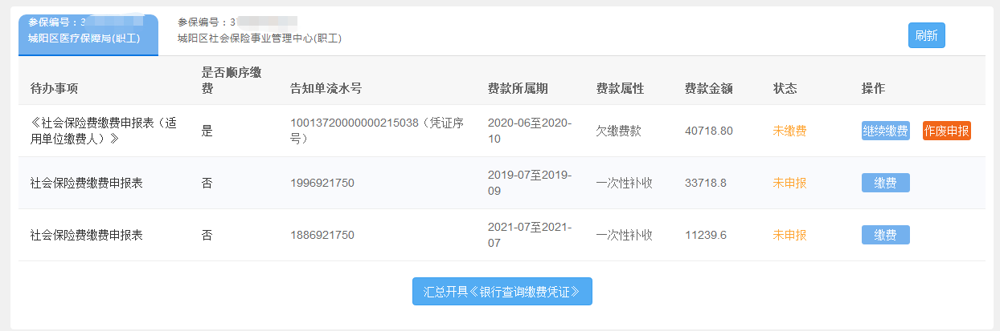 参保编号：3
城阳区医疗保障局(职工)
参保编号：37
城阳区社会保险事业管理中心(职工)
刷新
待办事项
是否顺序缴
费
告知单流水号
费款所属期
费款属性
费款金额
状态
操作
《社会保险费缴费申报表（适
用单位缴费人）》
是
10013720000000215038（凭证序
号）
2020-06至2020-
10
欠缴费款
40718.80
未缴费
继续缴费
作废申报
社会保险费缴费申报表
否
1996921750
2019-07至2019-
09
一次性补收
33718.8
未申报
缴费
社会保险费缴费申报表
否
1886921750
2021-07至2021-
07
一次性补收
11239.6
未申报
缴费
汇总开具《银行查询缴费凭证》